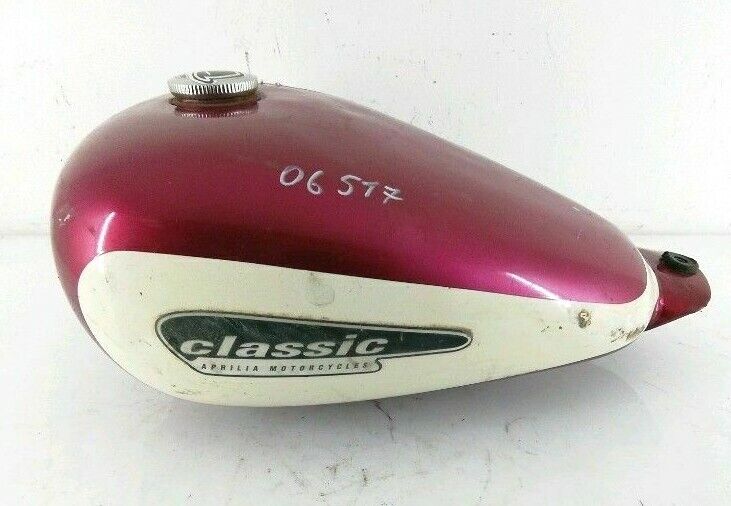 06 517
classic
APRILIA MOTORCYCLES